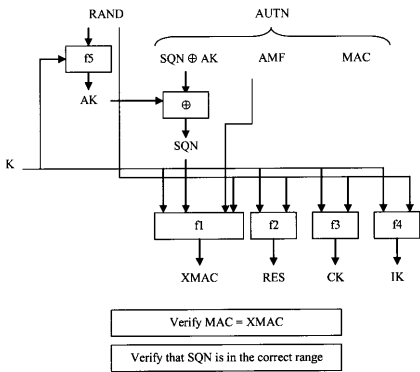 RAND AUTN
f5 SQN ⊕ AK AMF MAC
AK ⊕
SQN
K
f1 f2 f3 f4
XMAC RES CK IK
Verify MAC = XMAC
Verify that SQN is in the correct range